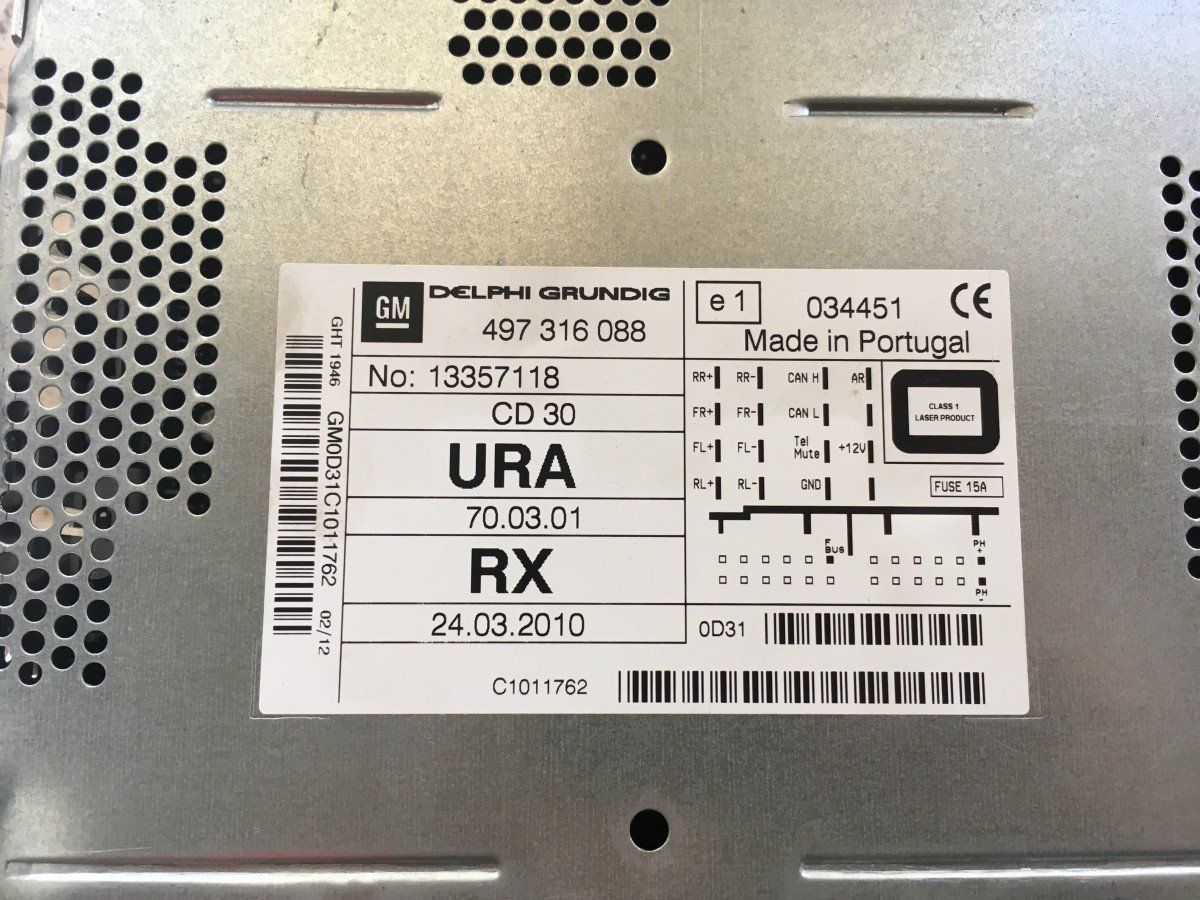 GHT 1946 GM0D31C1011762 02/12
GM DELPHI GRUNDIG
497 316 088
No: 13357118
CD 30
URA
70.03.01
RX
24.03.2010
e 1 034451 CE
Made in Portugal
RR+ RR- CAN H AR
FR+ FR- CAN L
FL+ FL- Tel Mute +12V
RL+ RL- GND
CLASS 1
LASER PRODUCT
FUSE 15A
F BUS
PH +
PH -
0D31
C1011762